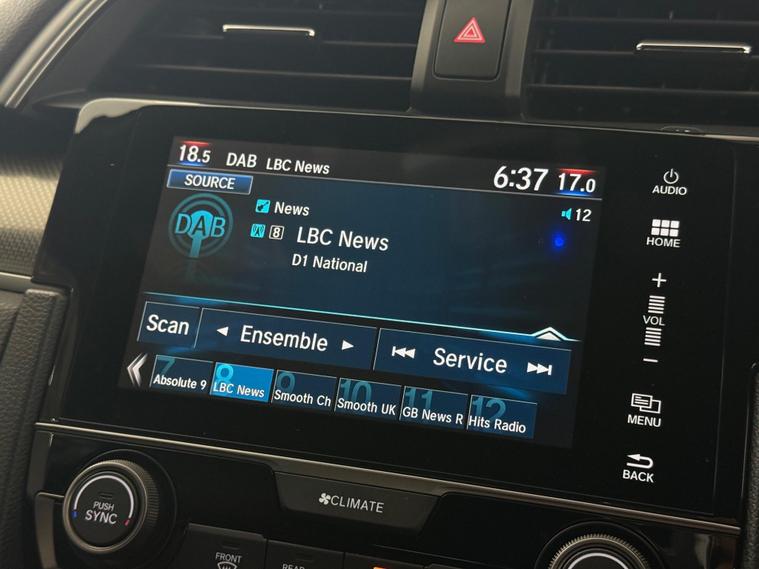 18.5 DAB LBC News 6:37 17.0
SOURCE
DAB
News
12
8 LBC News
D1 National
Scan
Ensemble
Service
7 Absolute 9
8 LBC News
9 Smooth Ch
10 Smooth UK
11 GB News R
12 Hits Radio
AUDIO
HOME
+
VOL
−
MENU
BACK
PUSH
SYNC
CLIMATE
FRONT
REAR